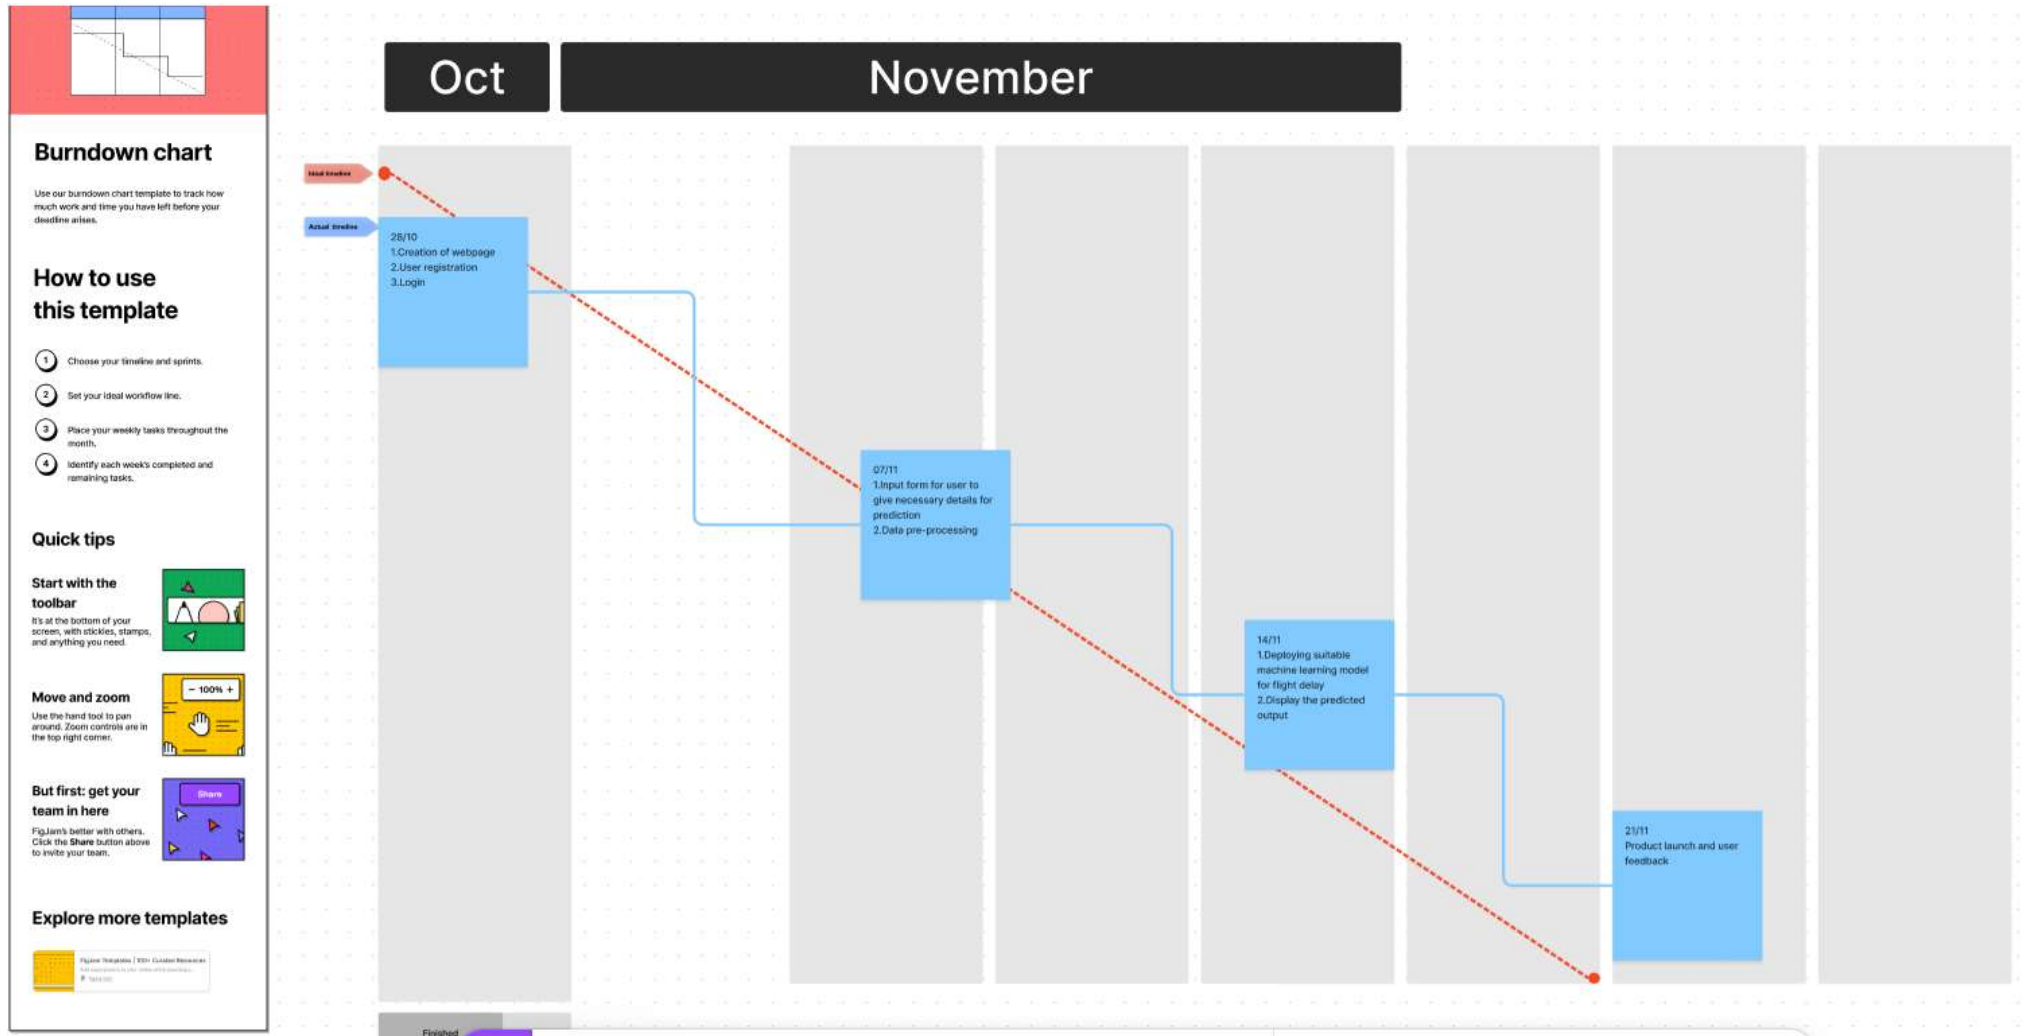 Burndown chart
Use our burndown chart template to track how
much work and time you have left before your
deadline arises.
How to use
this template
1 Choose your timeline and sprints.
2 Set your ideal workflow line.
3 Place your weekly tasks throughout the
month.
4 Identify each week's completed and
remaining tasks.
Quick tips
Start with the
toolbar
It's at the bottom of your
screen, with stickies, stamps,
and anything you need.
Move and zoom
Use the hand tool to pan
around. Zoom controls are in
the top right corner.
- 100% +
But first: get your
team in here
FigJam's better with others.
Click the Share button above
to invite your team.
Share
Explore more templates
FigJam Templates | 100+ Curated Resources
Oct
November
Ideal timeline
Actual timeline
28/10
1.Creation of webpage
2.User registration
3.Login
07/11
1.Input form for user to
give necessary details for
prediction
2.Data pre-processing
14/11
1.Deploying suitable
machine learning model
for flight delay
2.Display the predicted
output
21/11
Product launch and user
feedback
Finished